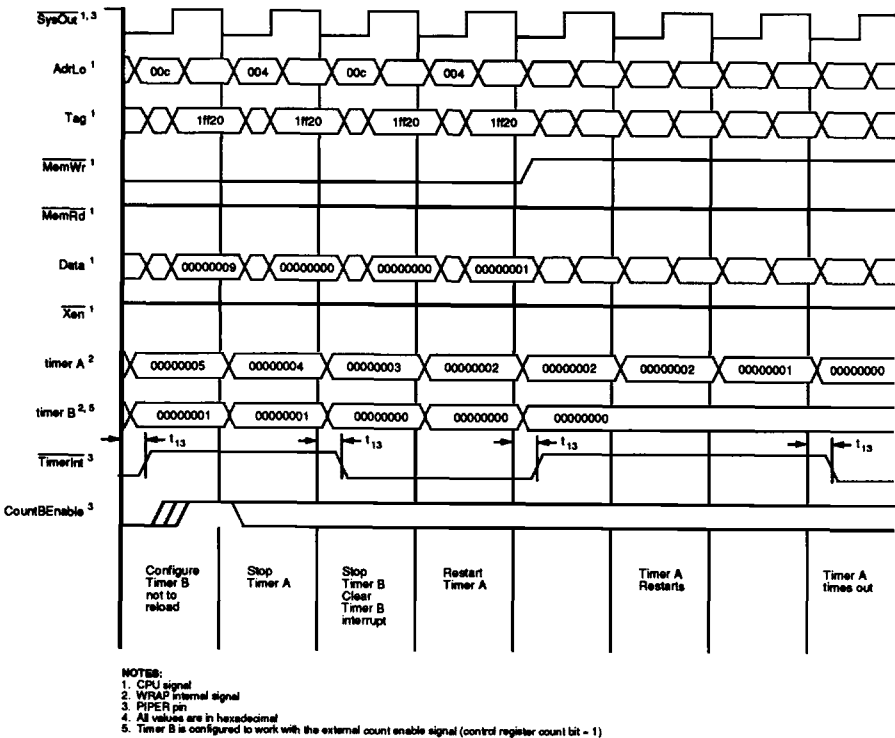 SysOut 1, 3
AdrLo 1 00c 004 00c 004
Tag 1 1ff20 1ff20 1ff20 1ff20
MemWr 1
MemRd 1
Data 1 00000009 00000000 00000000 00000001
Xen 1
timer A 2 00000005 00000004 00000003 00000002 00000002 00000002 00000001 00000000
timer B 2, 5 00000001 00000001 00000000 00000000 00000000
t13 t13 t13 t13
TimerInt 3
CountBEnable 3
Configure Timer B not to reload
Stop Timer A
Stop Timer B Clear Timer B interrupt
Restart Timer A
Timer A Restarts
Timer A times out
NOTES:
1. CPU signal
2. WRAP internal signal
3. PIPER pin
4. All values are in hexadecimal
5. Timer B is configured to work with the external count enable signal (control register count bit = 1)